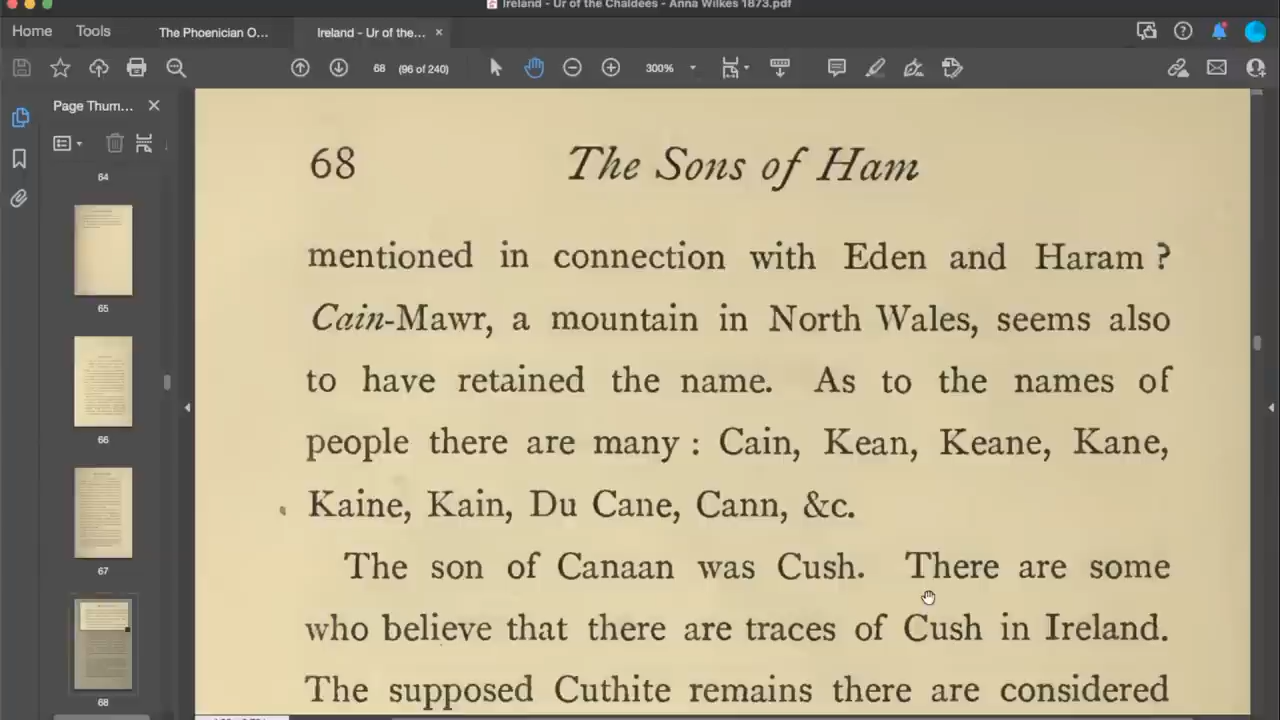 Ireland - Ur of the Chaldees - Anna Wilkes 1873.pdf
Home Tools The Phoenician O... Ireland - Ur of the... ×
68 (96 of 240) 300%
Page Thum...
64
65
66
67
68
68 The Sons of Ham
mentioned in connection with Eden and Haram ?
Cain-Mawr, a mountain in North Wales, seems also
to have retained the name. As to the names of
people there are many : Cain, Kean, Keane, Kane,
Kaine, Kain, Du Cane, Cann, &c.
The son of Canaan was Cush. There are some
who believe that there are traces of Cush in Ireland.
The supposed Cuthite remains there are considered